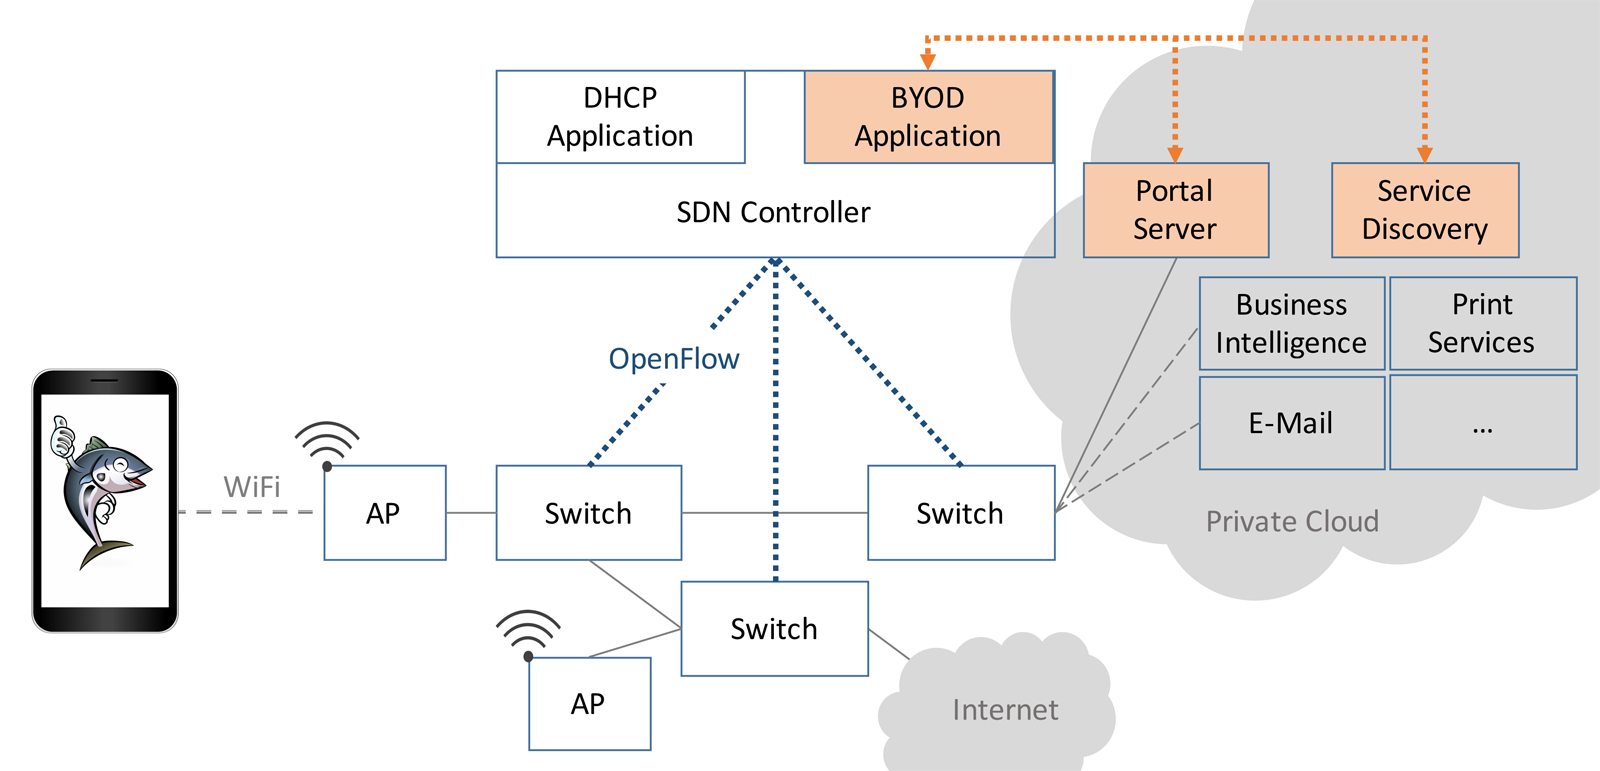 DHCP
Application
BYOD
Application
SDN Controller
Portal
Server
Service
Discovery
Business
Intelligence
Print
Services
E-Mail
...
OpenFlow
WiFi
AP
Switch
Switch
Private Cloud
Switch
AP
Internet